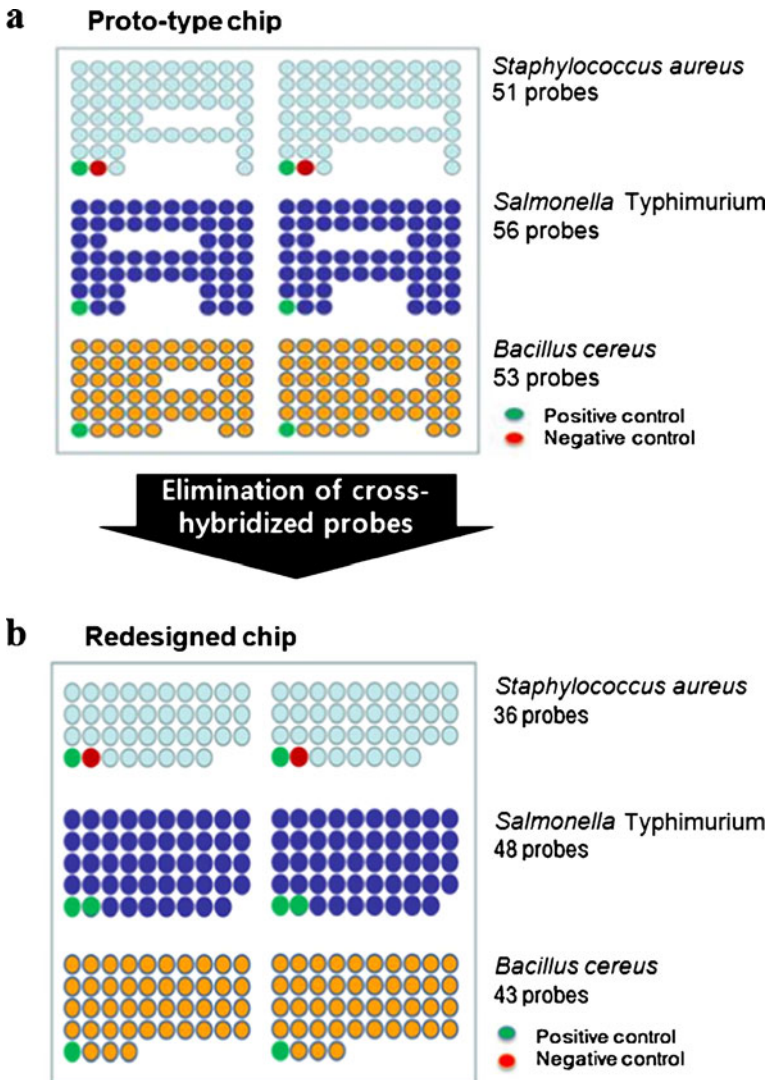 a Proto-type chip
Staphylococcus aureus
51 probes
Salmonella Typhimurium
56 probes
Bacillus cereus
53 probes
Positive control
Negative control
Elimination of cross-
hybridized probes
b Redesigned chip
Staphylococcus aureus
36 probes
Salmonella Typhimurium
48 probes
Bacillus cereus
43 probes
Positive control
Negative control